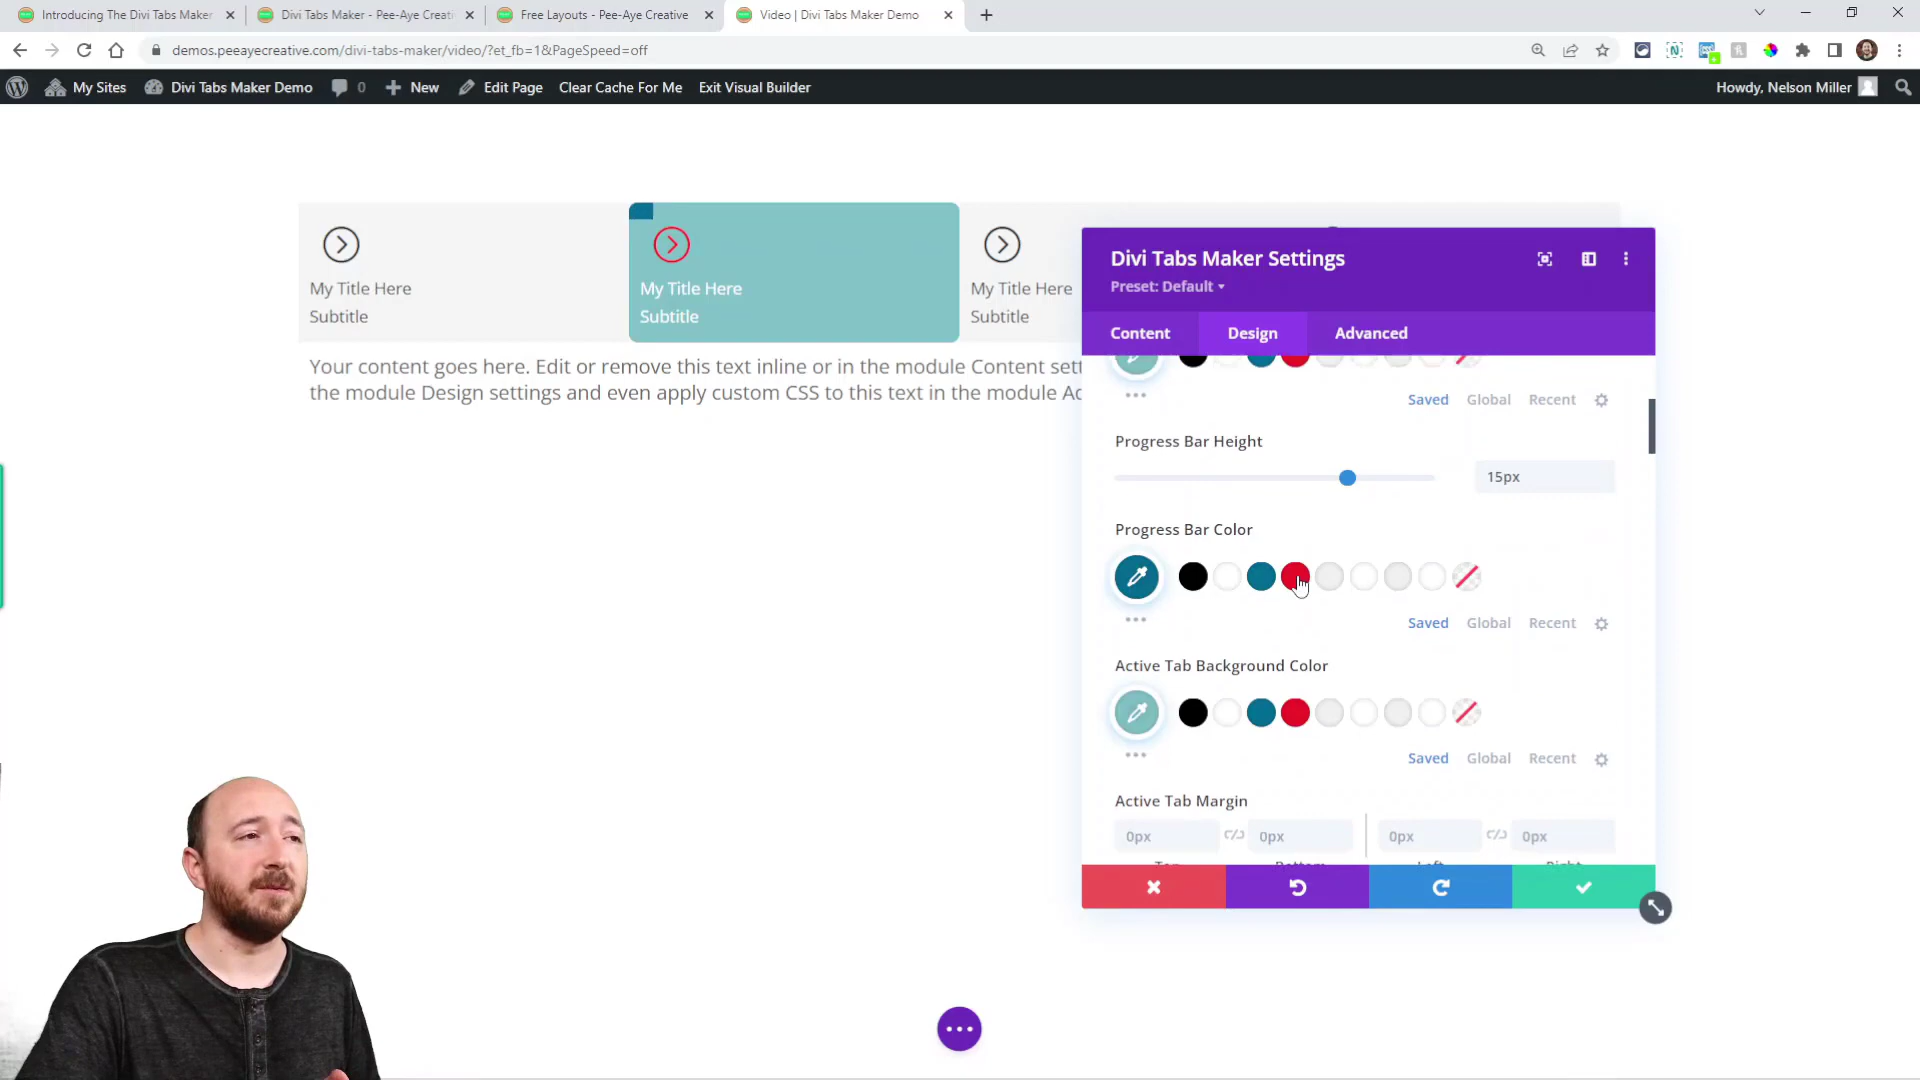 Introducing The Divi Tabs Maker
Divi Tabs Maker - Pee-Aye Creati
Free Layouts - Pee-Aye Creative
Video | Divi Tabs Maker Demo
demos.peeayecreative.com/divi-tabs-maker/video/?et_fb=1&PageSpeed=off
My Sites
Divi Tabs Maker Demo
0
New
Edit Page
Clear Cache For Me
Exit Visual Builder
Howdy, Nelson Miller
My Title Here
Subtitle
My Title Here
Subtitle
My Title Here
Subtitle
Your content goes here. Edit or remove this text inline or in the module Content set
the module Design settings and even apply custom CSS to this text in the module Ad
Divi Tabs Maker Settings
Preset: Default
Content
Design
Advanced
Saved
Global
Recent
Progress Bar Height
15px
Progress Bar Color
Saved
Global
Recent
Active Tab Background Color
Saved
Global
Recent
Active Tab Margin
0px
0px
0px
0px
Top
Bottom
Left
Right